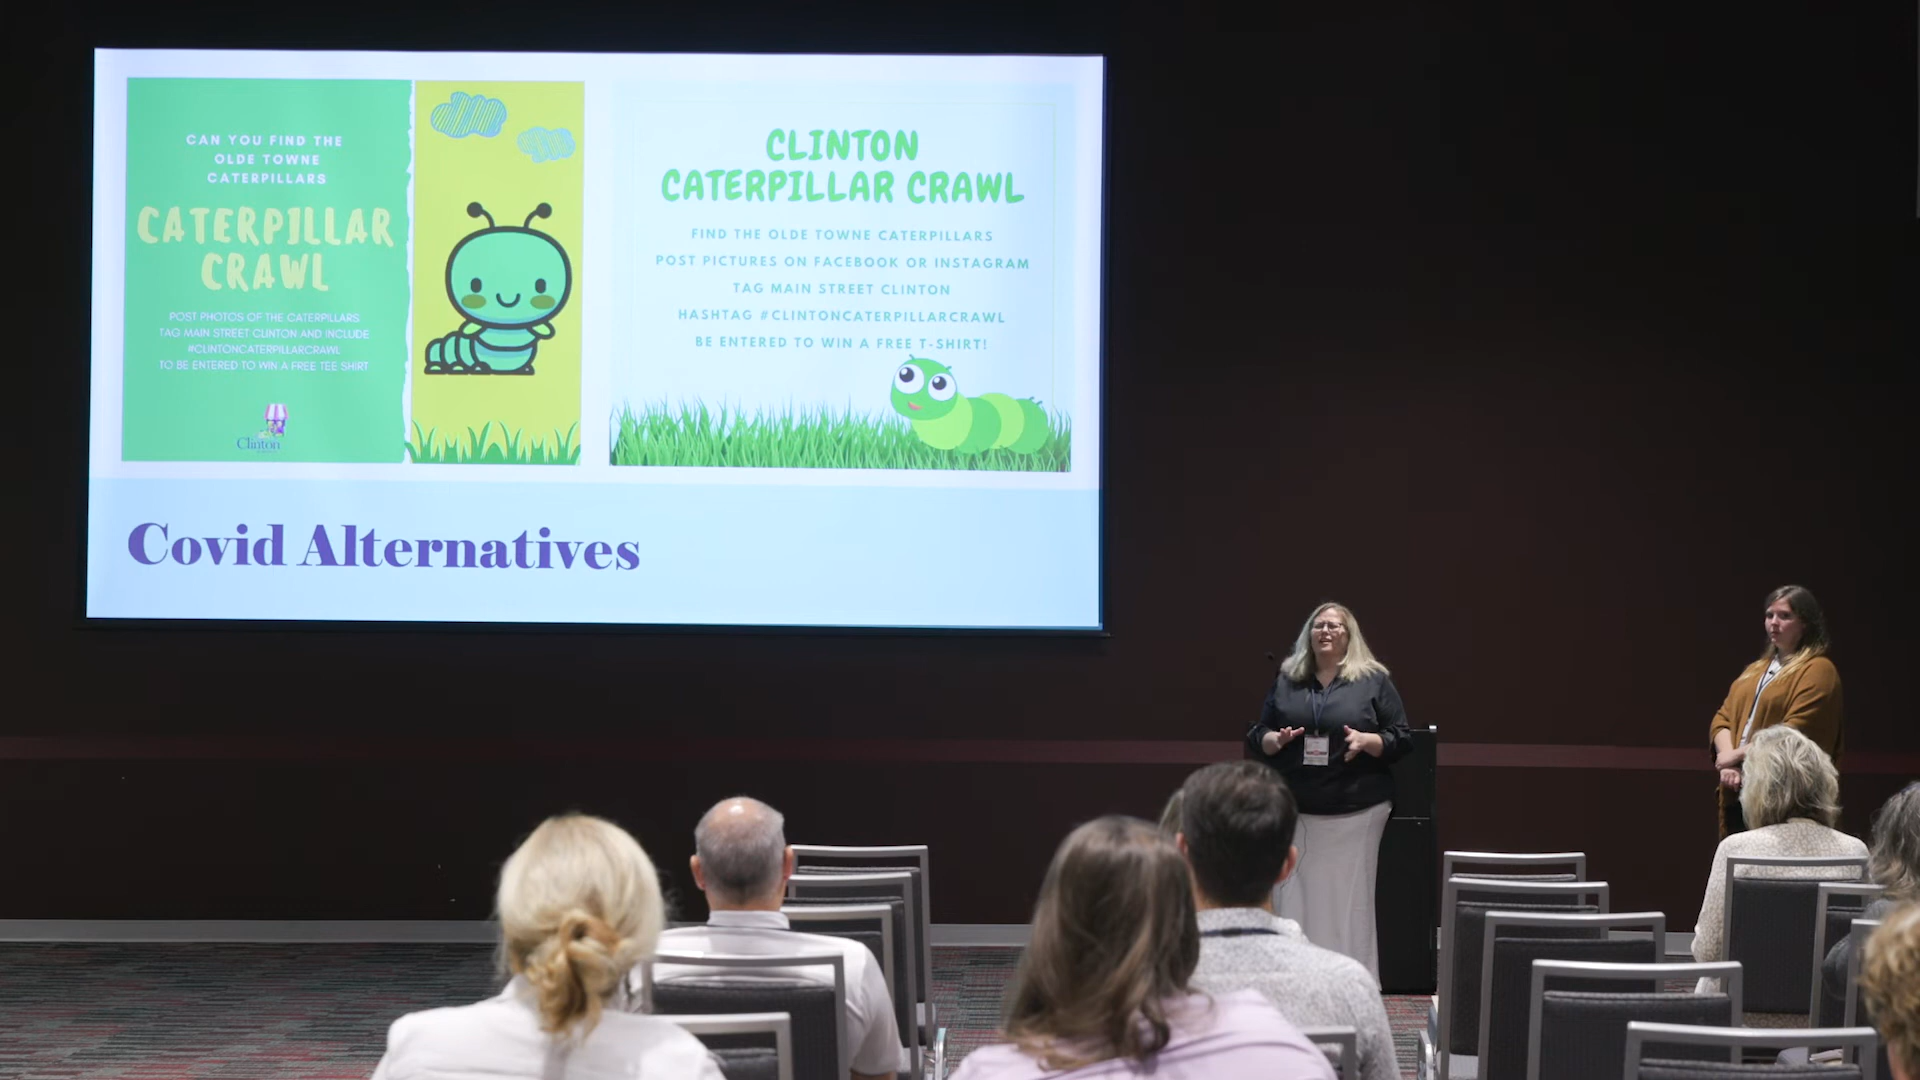 CAN YOU FIND THE
OLDE TOWNE
CATERPILLARS
CATERPILLAR
CRAWL
POST PHOTOS OF THE CATERPILLARS
TAG MAIN STREET CLINTON AND INCLUDE
#CLINTONCATERPILLARCRAWL
TO BE ENTERED TO WIN A FREE TEE SHIRT
Clinton
CLINTON
CATERPILLAR CRAWL
FIND THE OLDE TOWNE CATERPILLARS
POST PICTURES ON FACEBOOK OR INSTAGRAM
TAG MAIN STREET CLINTON
HASHTAG #CLINTONCATERPILLARCRAWL
BE ENTERED TO WIN A FREE T-SHIRT!
Covid Alternatives